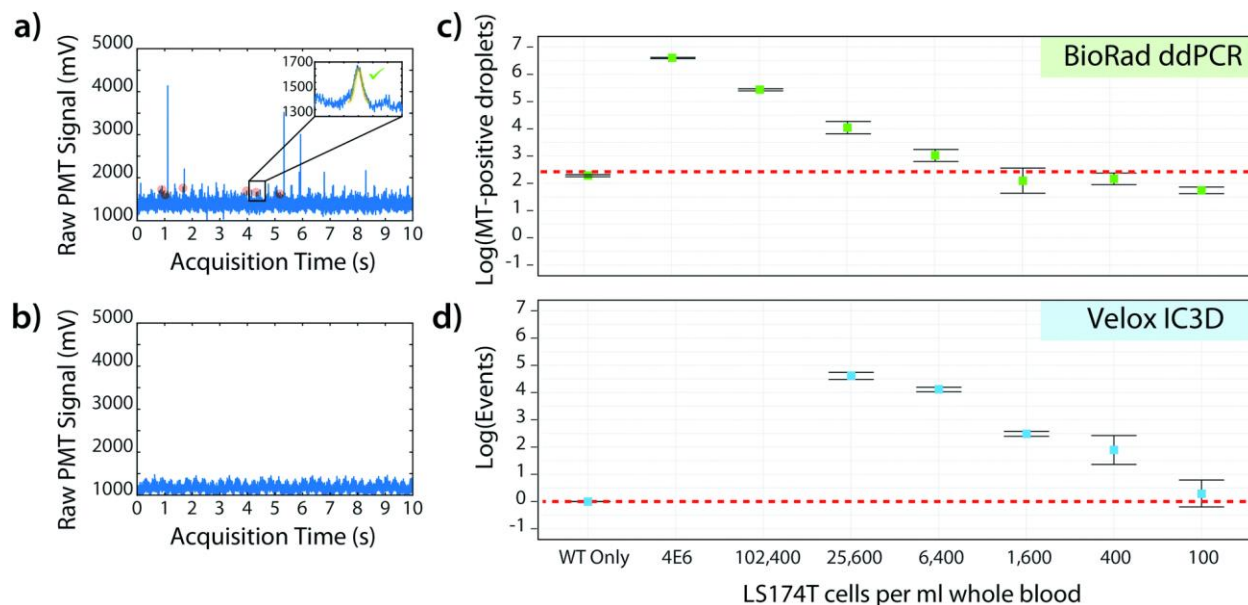 a)
Raw PMT Signal (mV)
5000
4000
3000
2000
1000
1700
1500
1300
0 1 2 3 4 5 6 7 8 9 10
Acquisition Time (s)
b)
Raw PMT Signal (mV)
5000
4000
3000
2000
1000
0 1 2 3 4 5 6 7 8 9 10
Acquisition Time (s)
c)
Log(MT-positive droplets)
7
6
5
4
3
2
1
0
-1
BioRad ddPCR
d)
Log(Events)
7
6
5
4
3
2
1
0
-1
Velox IC3D
WT Only 4E6 102,400 25,600 6,400 1,600 400 100
LS174T cells per ml whole blood